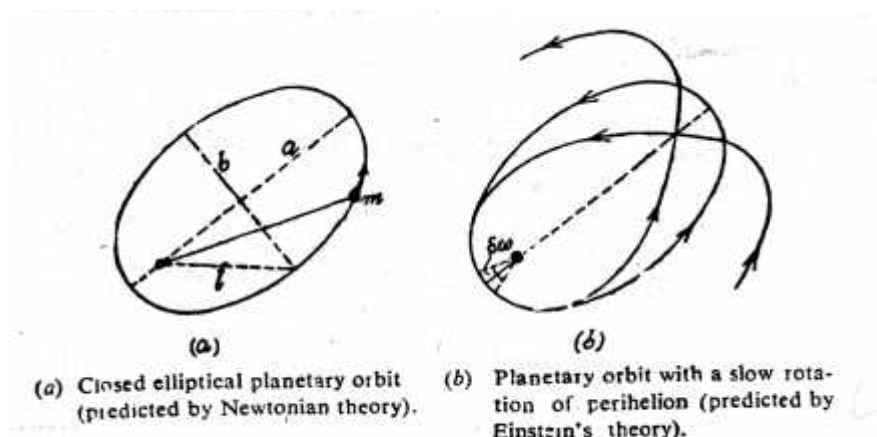 a
b
m
l
δω
(a)
(b)
(a) Closed elliptical planetary orbit
(predicted by Newtonian theory).
(b) Planetary orbit with a slow rota-
tion of perihelion (predicted by
Einstein's theory).